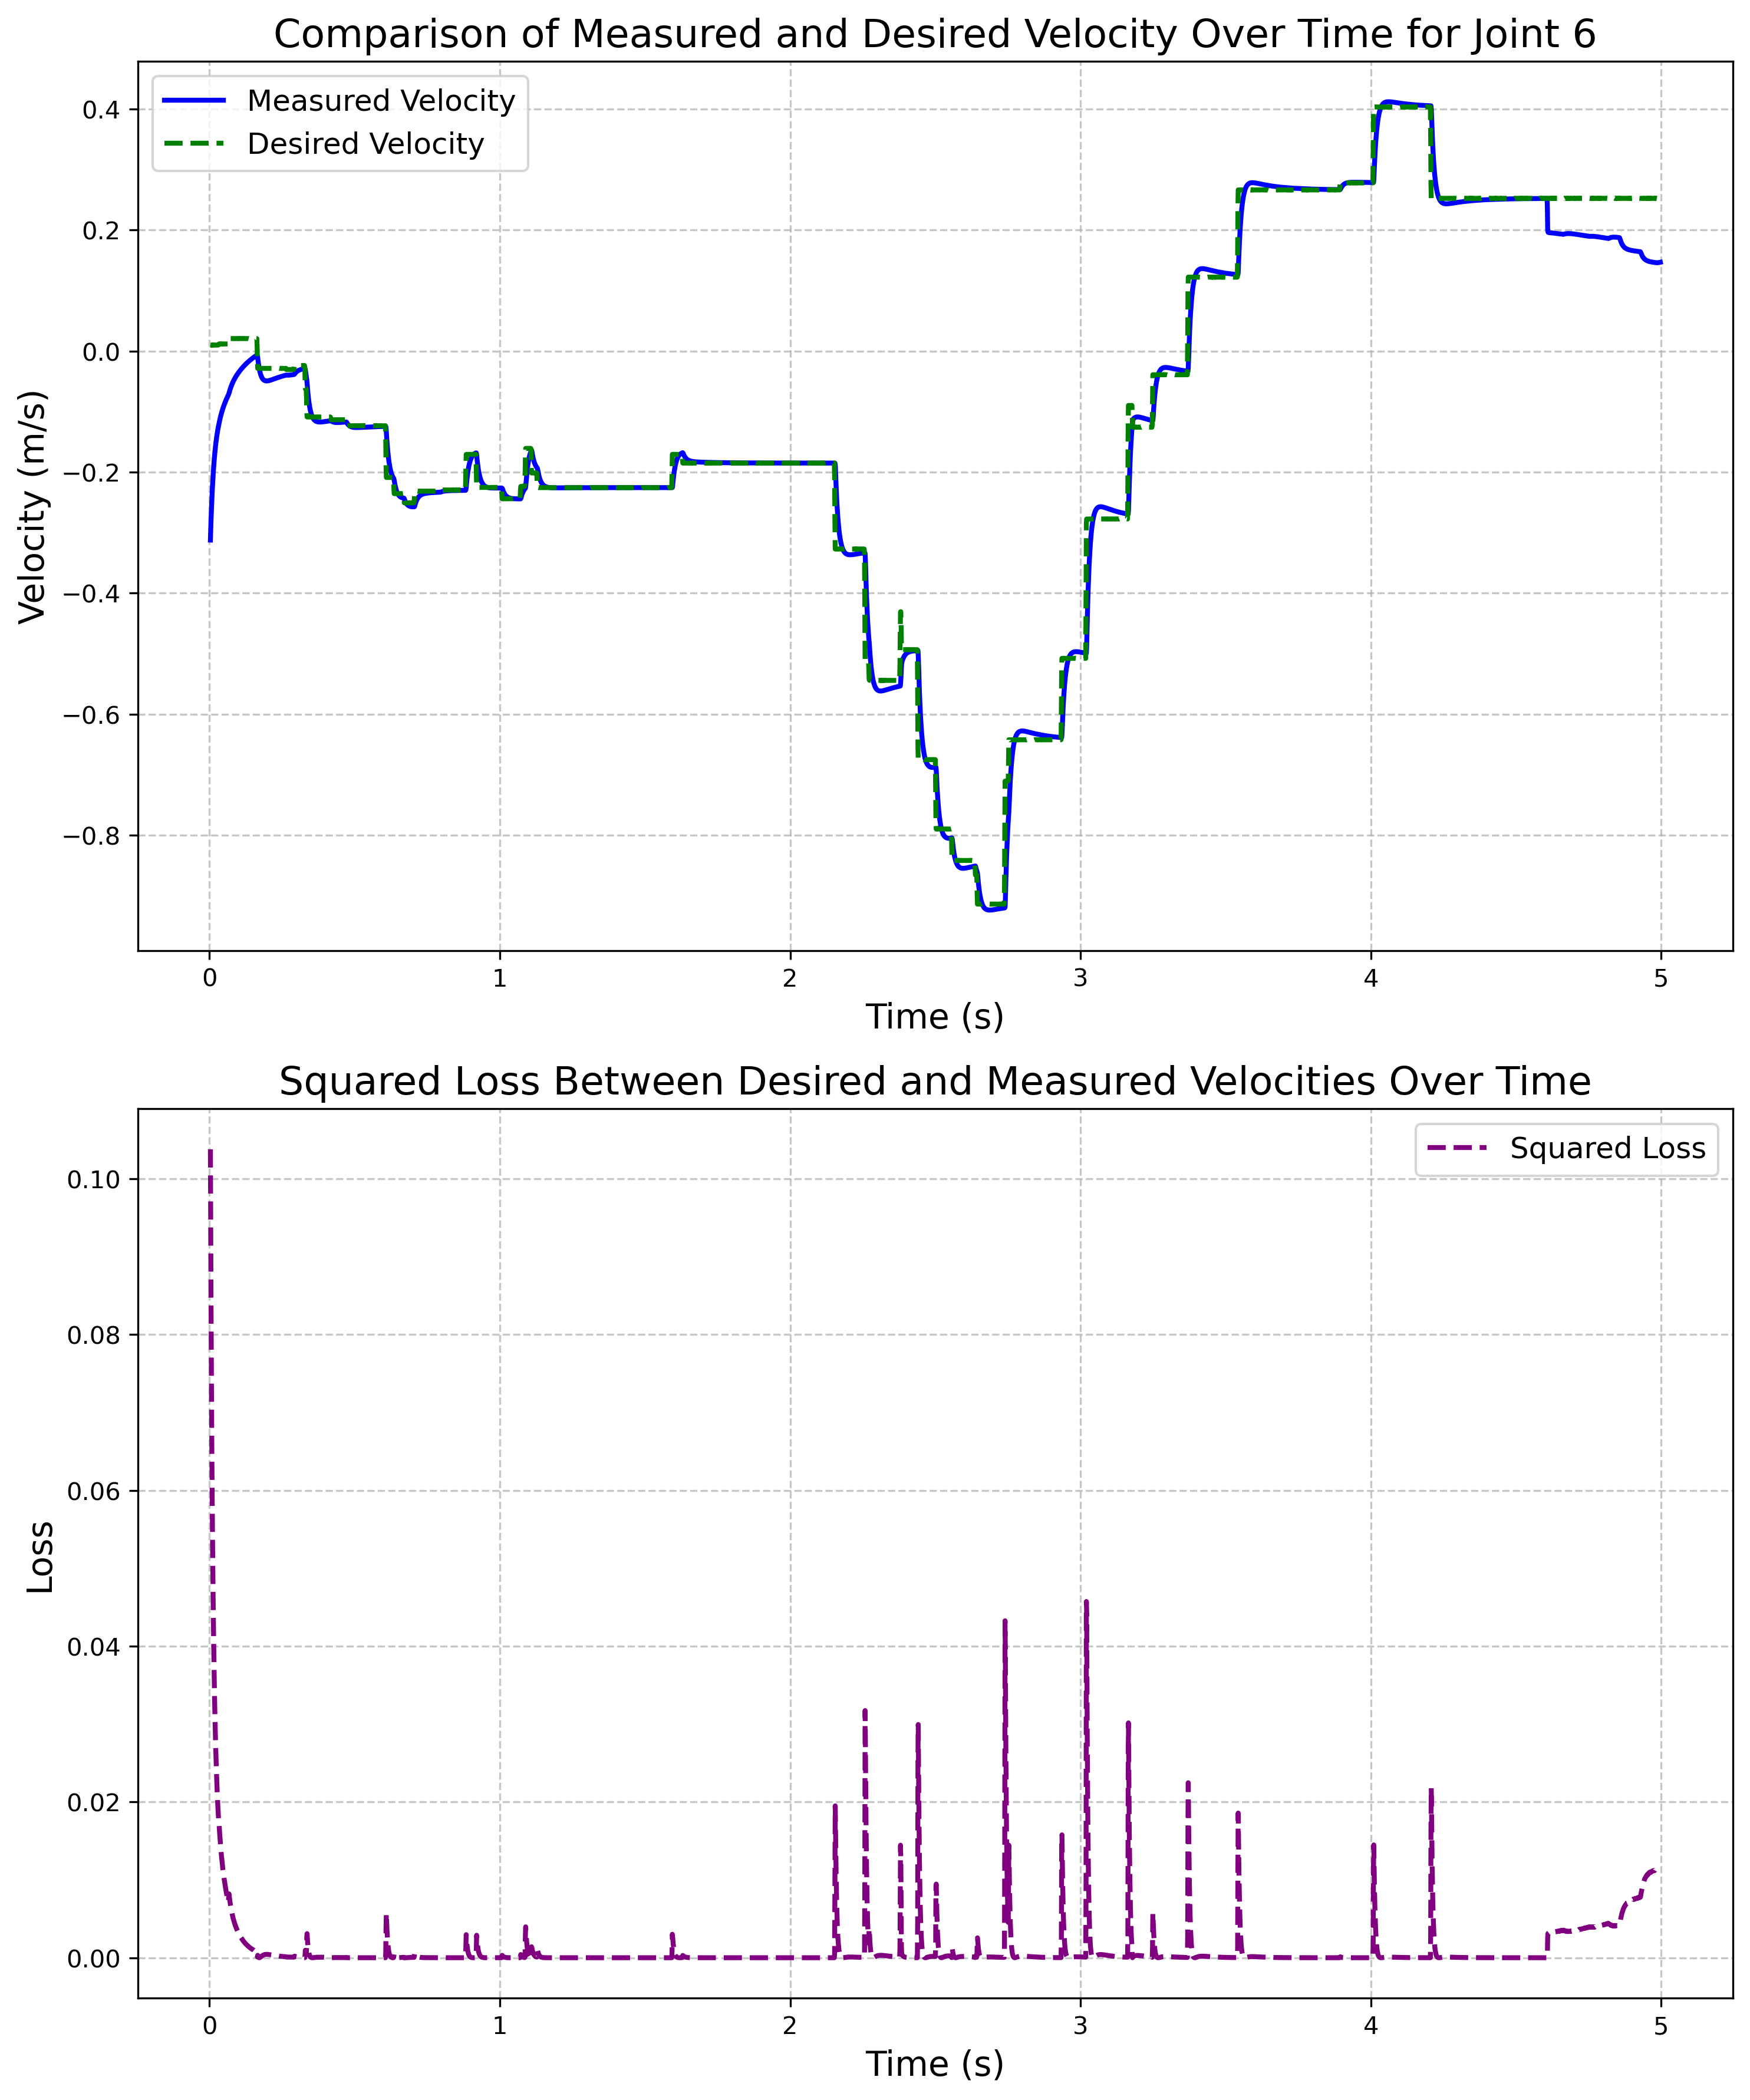 Comparison of Measured and Desired Velocity Over Time for Joint 6
Measured Velocity
Desired Velocity
Velocity (m/s)
0.4
0.2
0.0
−0.2
−0.4
−0.6
−0.8
0 1 2 3 4 5
Time (s)
Squared Loss Between Desired and Measured Velocities Over Time
Squared Loss
Loss
0.10
0.08
0.06
0.04
0.02
0.00
0 1 2 3 4 5
Time (s)